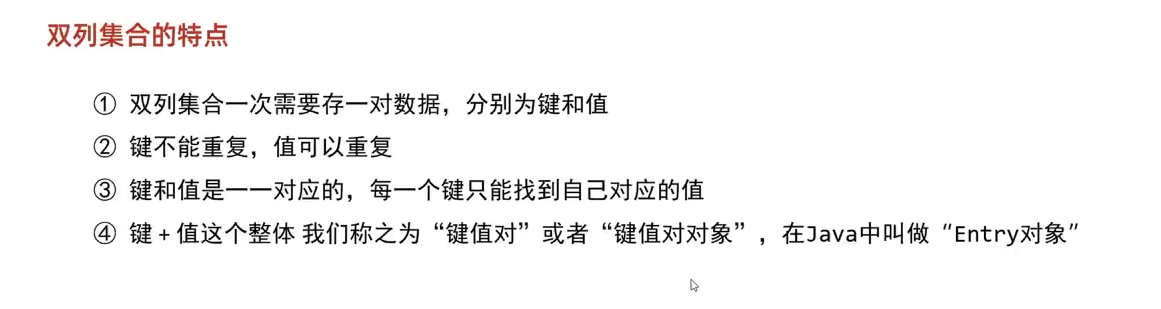 双列集合的特点
① 双列集合一次需要存一对数据，分别为键和值
② 键不能重复，值可以重复
③ 键和值是一一对应的，每一个键只能找到自己对应的值
④ 键 + 值这个整体 我们称之为“键值对”或者“键值对对象”，在Java中叫做“Entry对象”